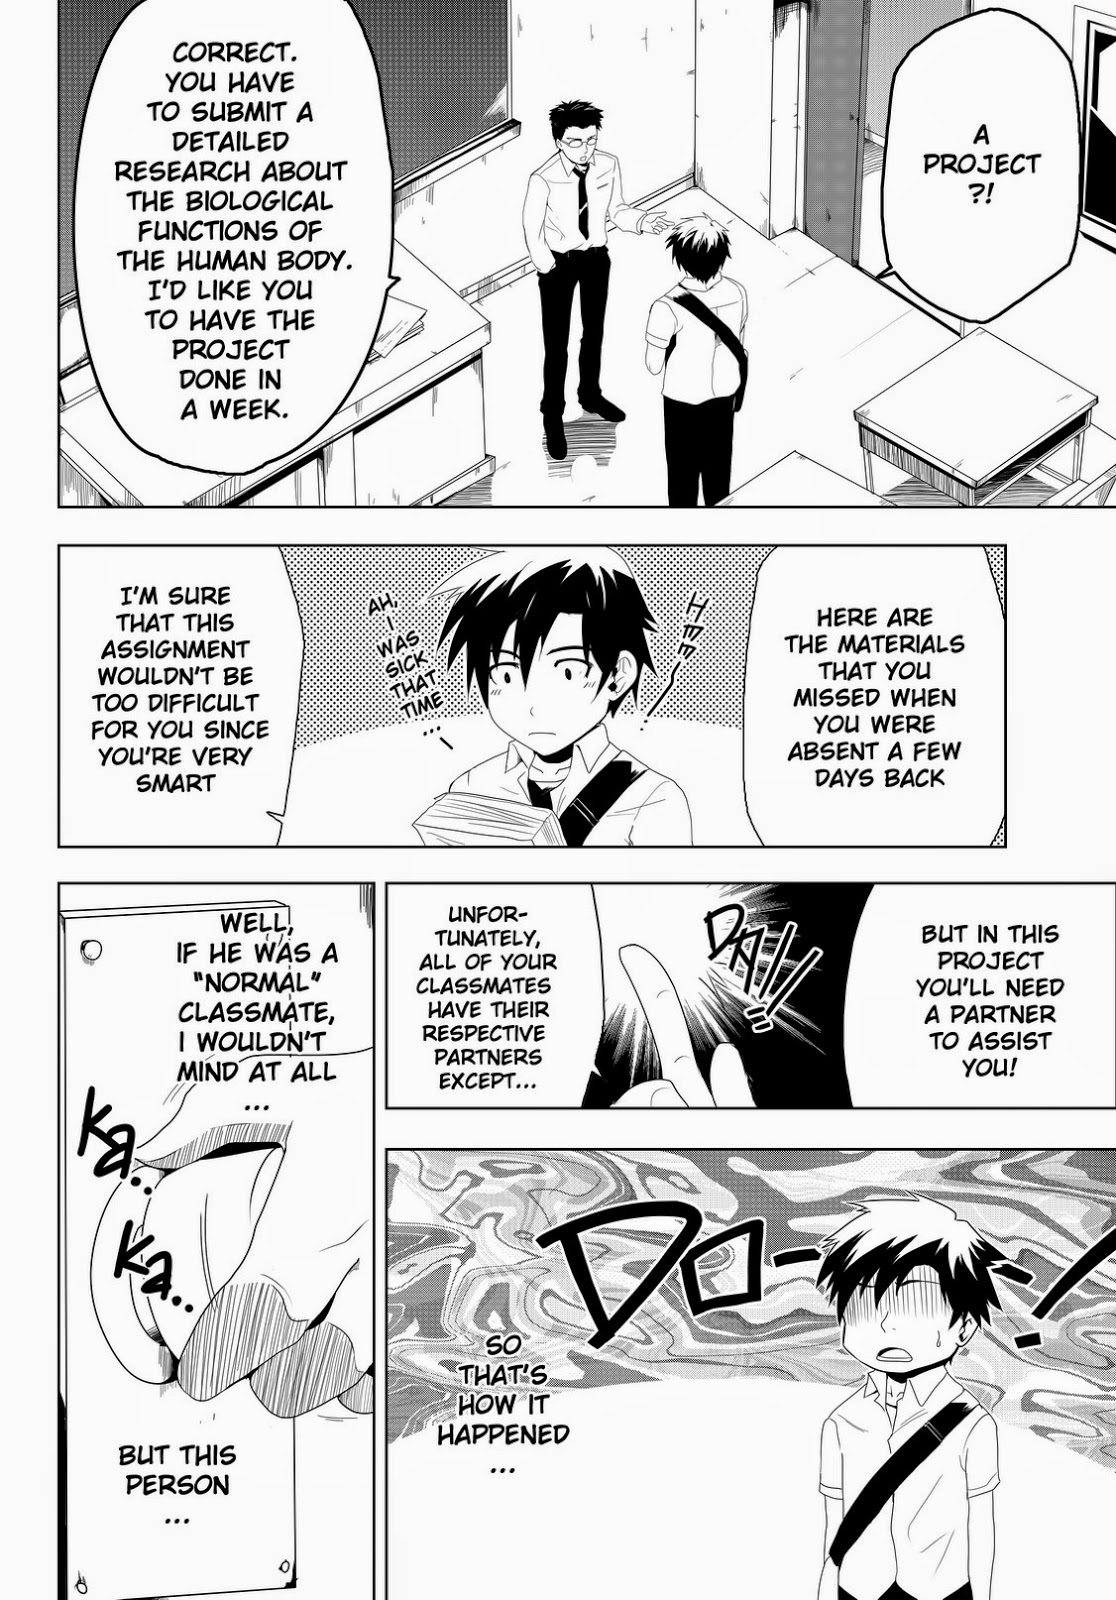 A
PROJECT
?!
CORRECT.
YOU HAVE
TO SUBMIT A
DETAILED
RESEARCH ABOUT
THE BIOLOGICAL
FUNCTIONS OF
THE HUMAN BODY.
I'D LIKE YOU
TO HAVE THE
PROJECT
DONE IN
A WEEK.
HERE ARE
THE MATERIALS
THAT YOU
MISSED WHEN
YOU WERE
ABSENT A FEW
DAYS BACK
HEEE
AH,
I WAS
SICK
THAT
TIME
...
I'M SURE
THAT THIS
ASSIGNMENT
WOULDN'T BE
TOO DIFFICULT
FOR YOU SINCE
YOU'RE VERY
SMART
BUT IN THIS
PROJECT
YOU'LL NEED
A PARTNER
TO ASSIST
YOU!
DA!!!
UNFOR-
TUNATELY,
ALL OF YOUR
CLASSMATES
HAVE THEIR
RESPECTIVE
PARTNERS
EXCEPT...
DO--N!
SO
THAT'S
HOW IT
HAPPENED
...
WELL,
IF HE WAS A
"NORMAL"
CLASSMATE,
I WOULDN'T
MIND AT ALL
...
KA...
KA...
BUT THIS
PERSON
...